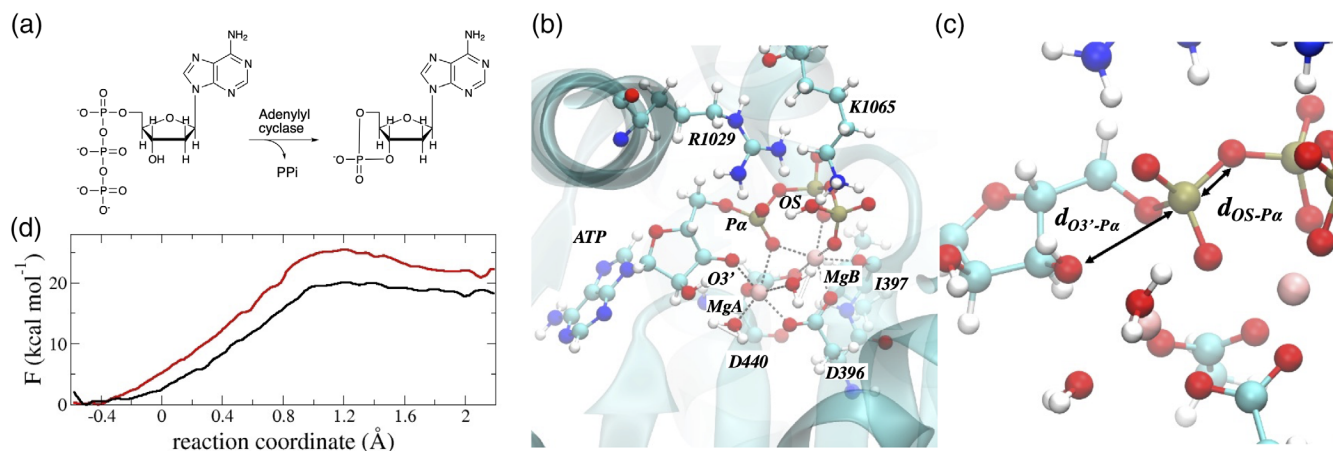 (a)
NH₂
N
N
N
N
O
O⁻
P
O
O
O⁻
P
O
O
O⁻
P
O
O⁻
O
H
H
H
H
OH
H
Adenylyl
cyclase
PPi
NH₂
N
N
N
N
O
O
H
H
H
H
O
P
O⁻
O
H
(b)
K1065
R1029
OS
Pα
ATP
O3'
MgA
MgB
I397
D440
D396
(c)
dO3'-Pα
dOS-Pα
(d)
F (kcal mol⁻¹)
20
10
0
-0.4
0
0.4
0.8
1.2
1.6
2
reaction coordinate (Å)